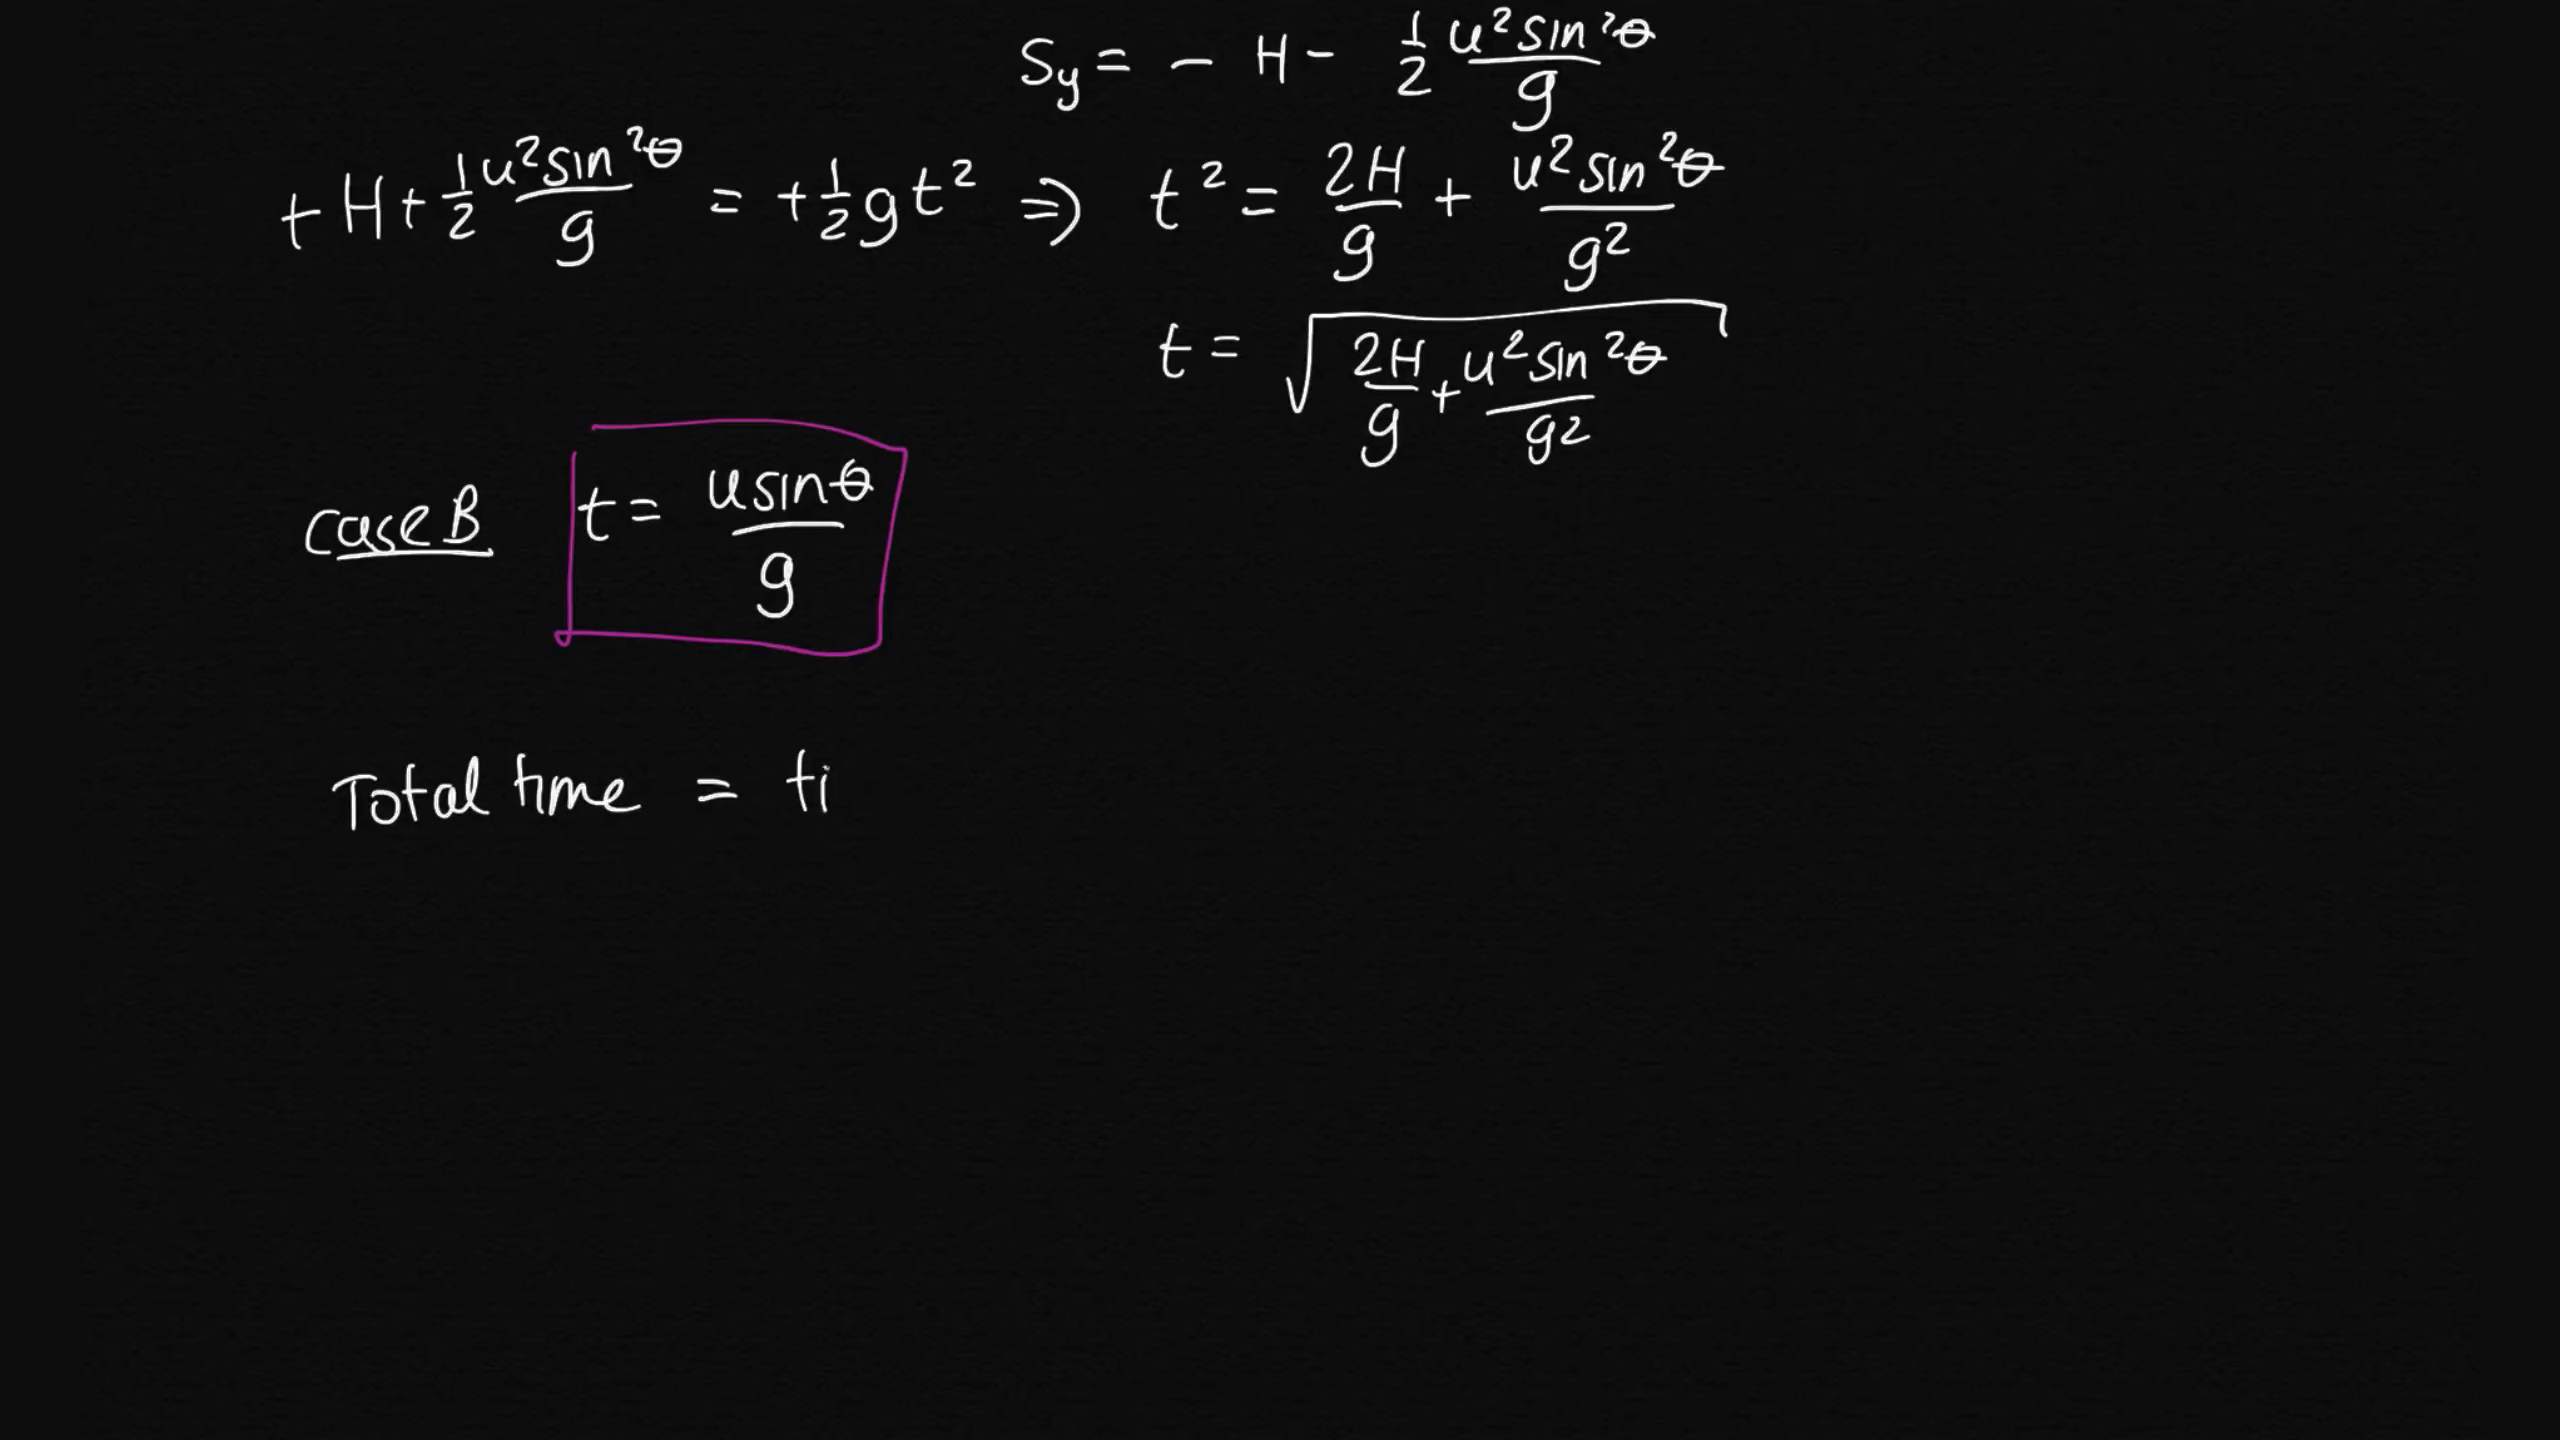 Sy = - H - 1/2 u²sin²θ/g
+ H + 1/2 u²sin²θ/g = + 1/2 gt² ⇒ t² = 2H/g + u²sin²θ/g²
t = √(2H/g + u²sin²θ/g²)
case B t = usinθ/g
Total time = ti